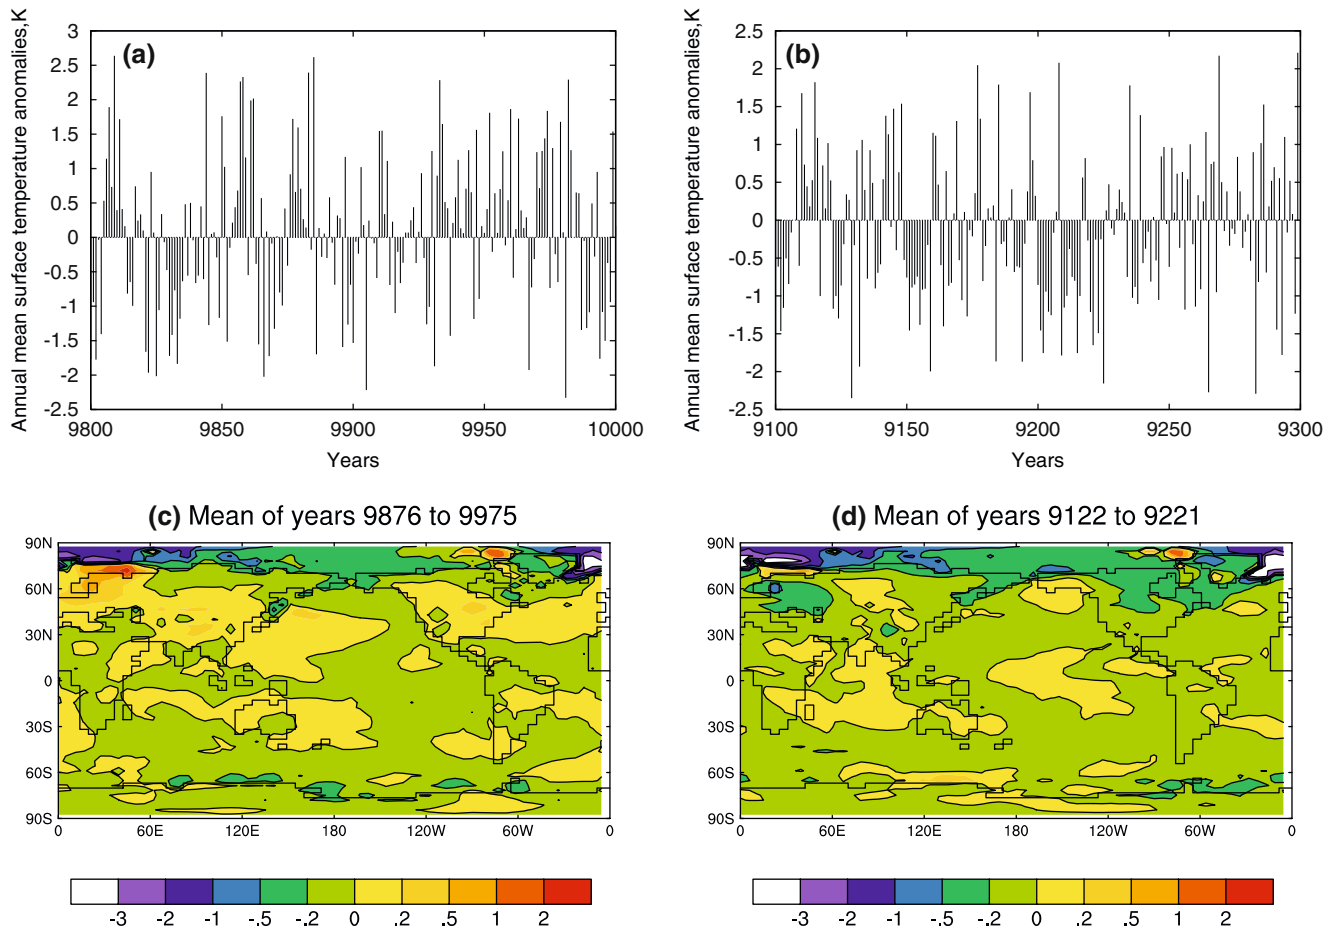 Annual mean surface temperature anomalies,K
(a)
3
2.5
2
1.5
1
0.5
0
-0.5
-1
-1.5
-2
-2.5
9800 9850 9900 9950 10000
Years
Annual mean surface temperature anomalies,K
(b)
2.5
2
1.5
1
0.5
0
-0.5
-1
-1.5
-2
-2.5
9100 9150 9200 9250 9300
Years
(c) Mean of years 9876 to 9975
90N
60N
30N
0
30S
60S
90S
0 60E 120E 180 120W 60W 0
-3 -2 -1 -.5 -.2 0 .2 .5 1 2
(d) Mean of years 9122 to 9221
90N
60N
30N
0
30S
60S
90S
0 60E 120E 180 120W 60W 0
-3 -2 -1 -.5 -.2 0 .2 .5 1 2